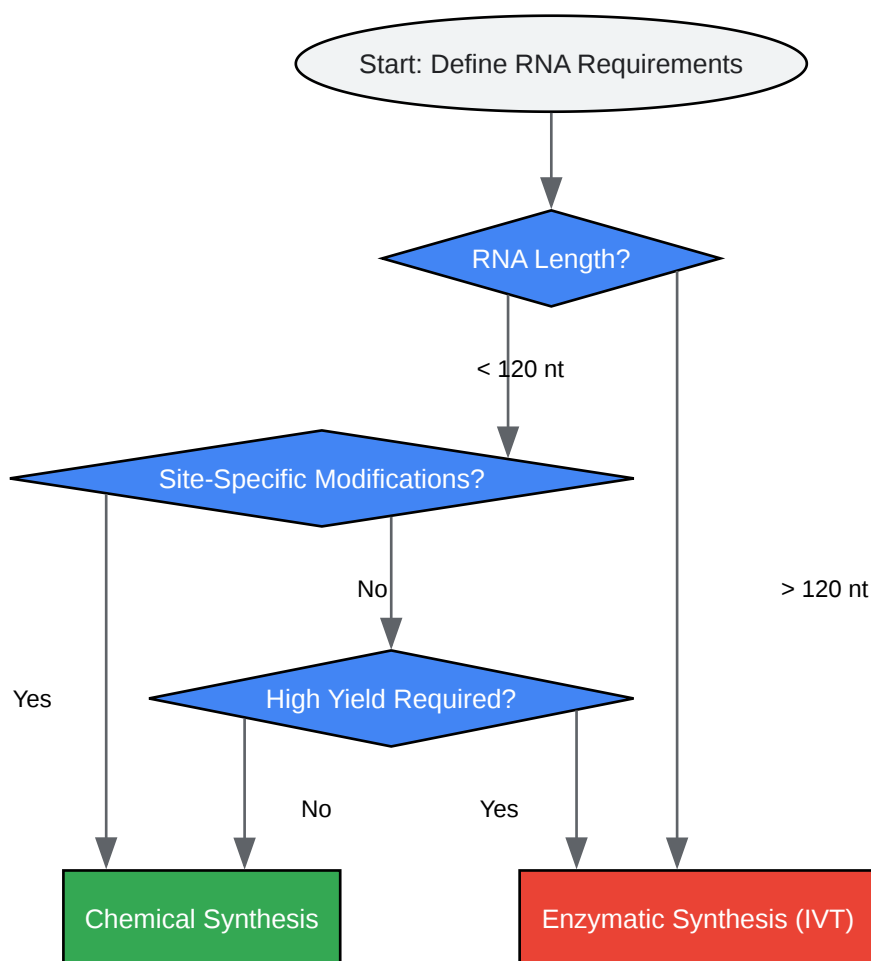 Start: Define RNA Requirements
RNA Length?
< 120 nt
Site-Specific Modifications?
No
> 120 nt
Yes
High Yield Required?
No
Yes
Chemical Synthesis
Enzymatic Synthesis (IVT)